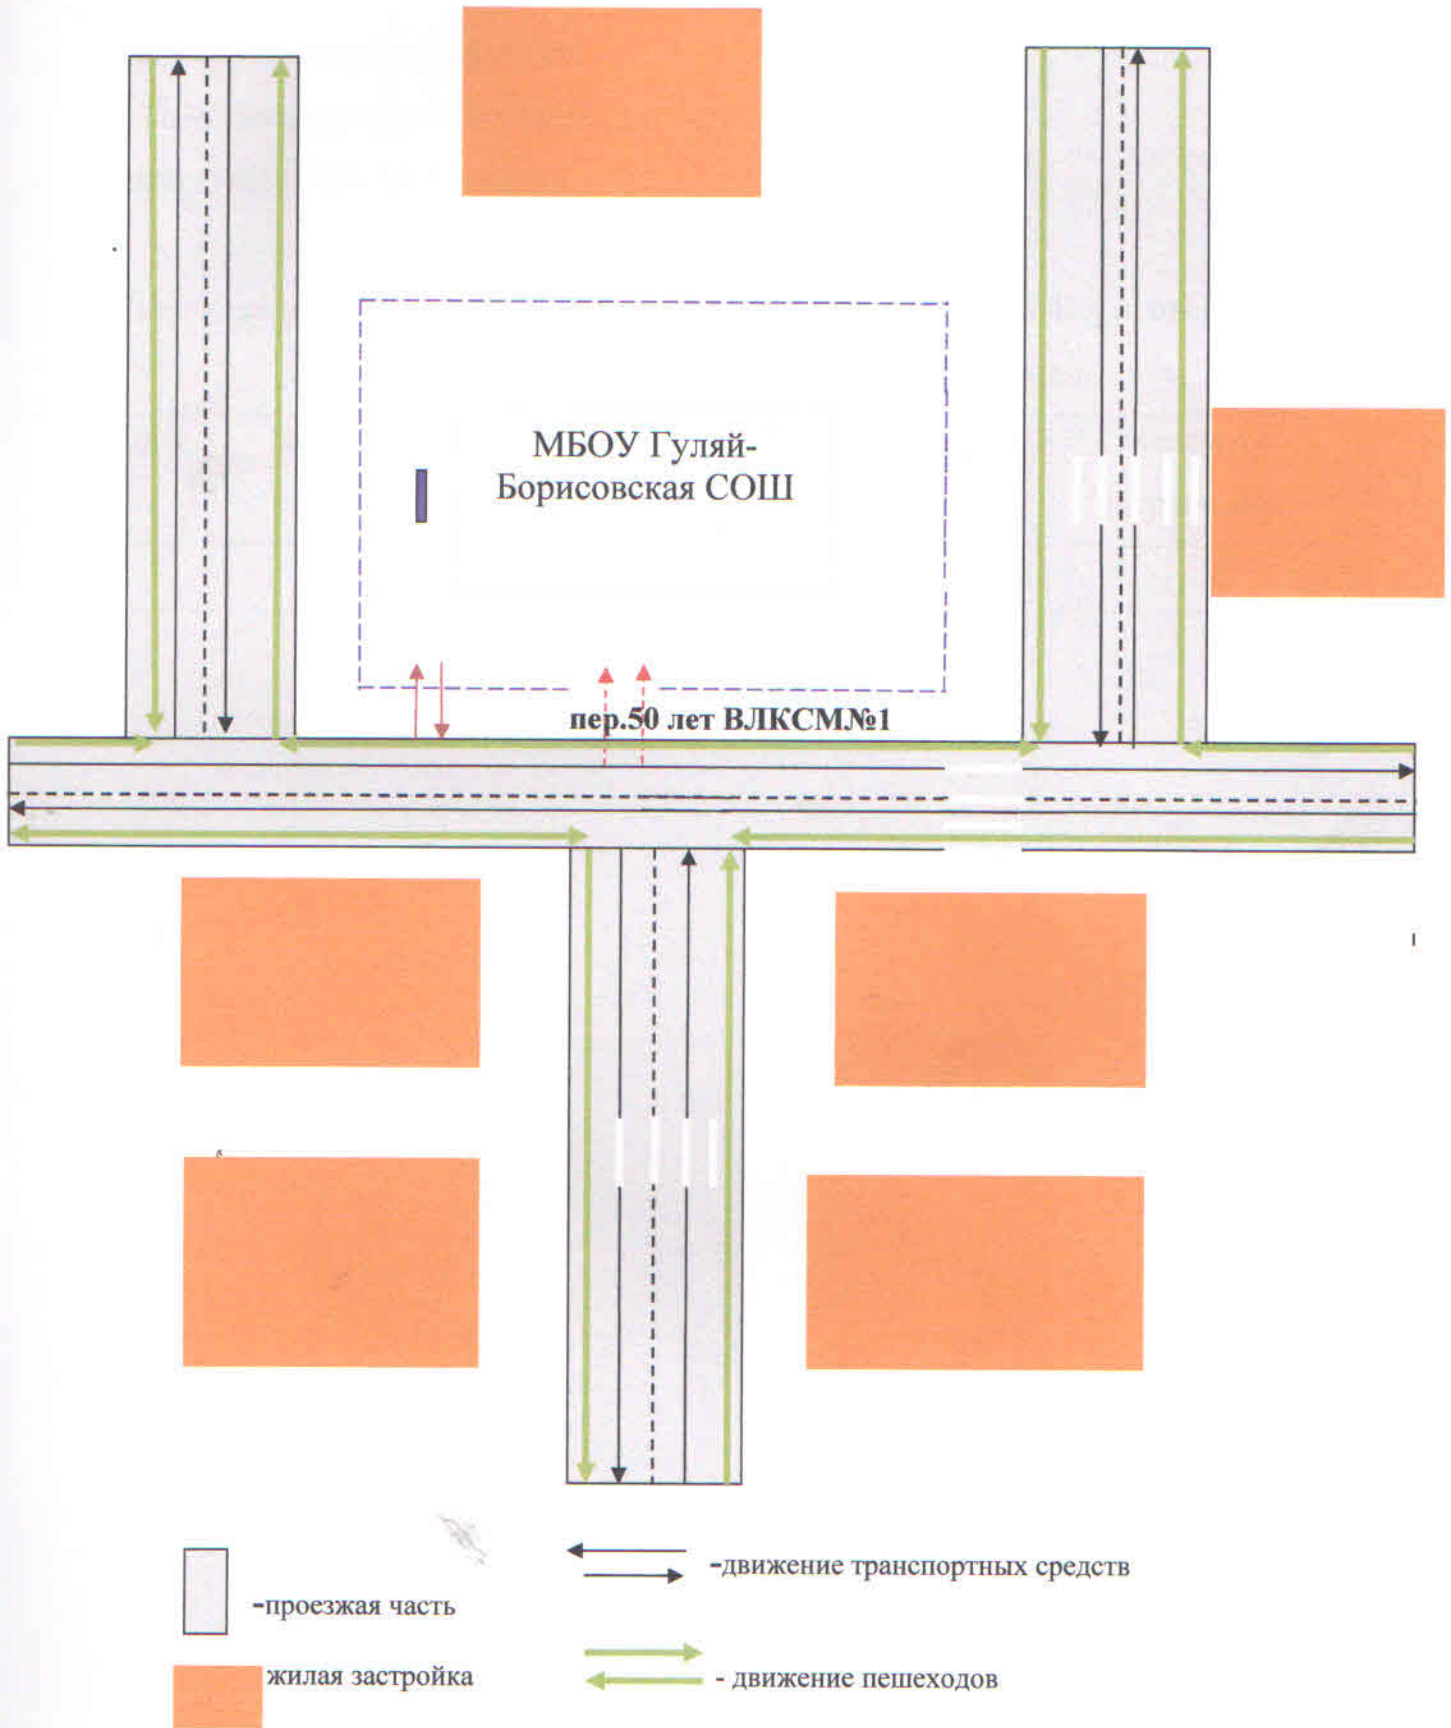 МБОУ Гуляй-
Борисовская СОШ
пер.50 лет ВЛКСМ№1
-движение транспортных средств
-проезжая часть
жилая застройка
- движение пешеходов